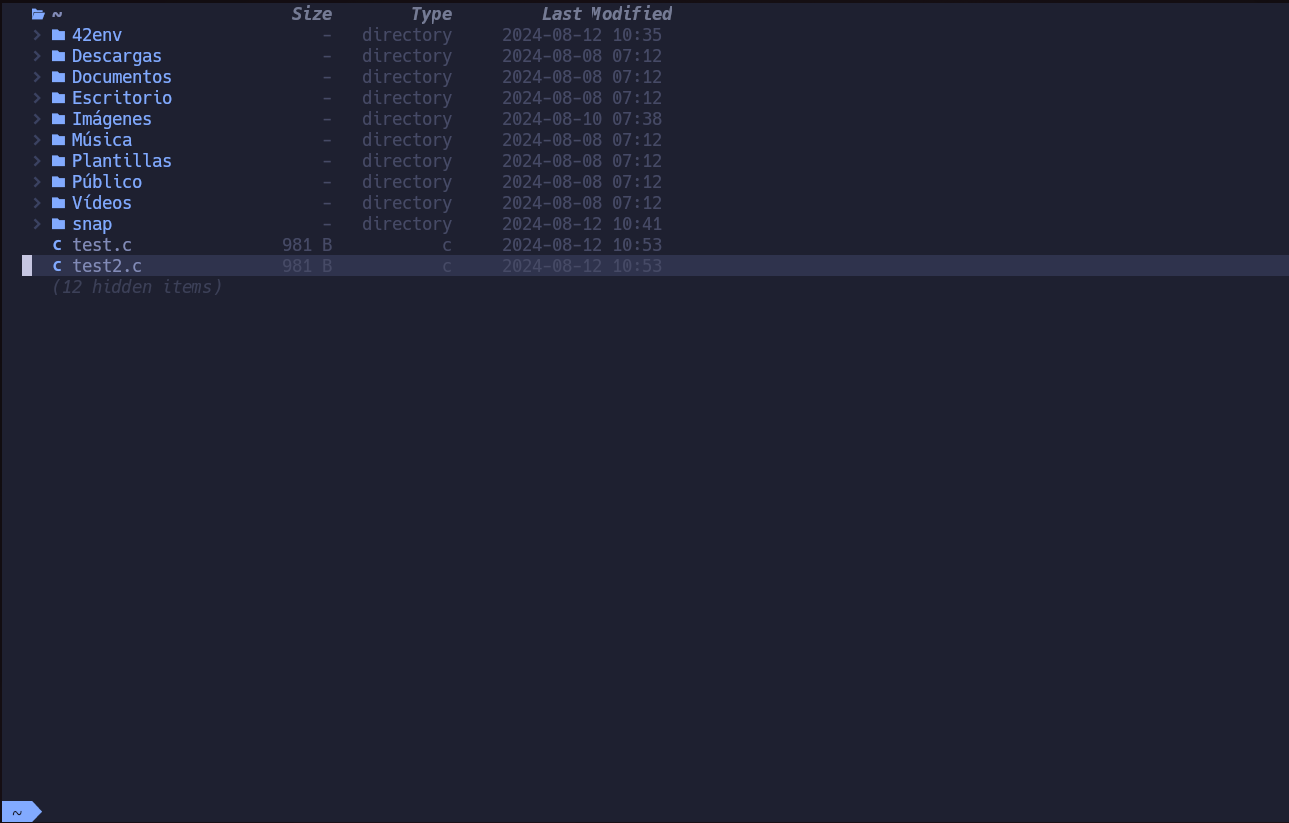 ~ Size Type Last Modified
42env - directory 2024-08-12 10:35
Descargas - directory 2024-08-08 07:12
Documentos - directory 2024-08-08 07:12
Escritorio - directory 2024-08-08 07:12
Imágenes - directory 2024-08-10 07:38
Música - directory 2024-08-08 07:12
Plantillas - directory 2024-08-08 07:12
Público - directory 2024-08-08 07:12
Vídeos - directory 2024-08-08 07:12
snap - directory 2024-08-12 10:41
C test.c 981 B c 2024-08-12 10:53
C test2.c 981 B c 2024-08-12 10:53
(12 hidden items)
~